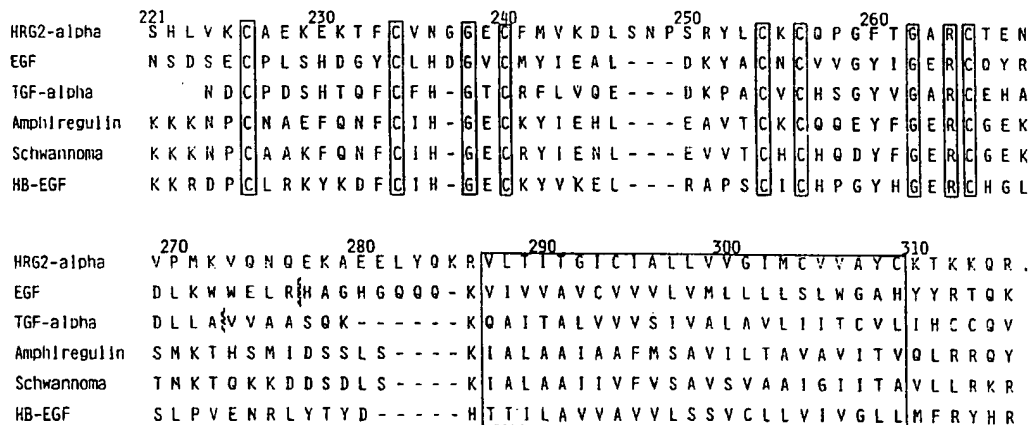 221 230 240 250 260
HRG2-alpha S H L V K C A E K E K T F C V N G G E C F M V K D L S N P S R Y L C K C Q P G F T G A R C T E N
EGF N S D S E C P L S H D G Y C L H D G V C M Y I E A L - - - D K Y A C N C V V G Y I G E R C Q Y R
TGF-alpha N D C P D S H T Q F C F H - G T C R F L V Q E - - - D K P A C V C H S G Y V G A R C E H A
Amphiregulin K K K N P C N A E F Q N F C I H - G E C K Y I E H L - - - E A V T C K C Q Q E Y F G E R C G E K
Schwannoma K K K N P C A A K F Q N F C I H - G E C R Y I E N L - - - E V V T C H C H Q D Y F G E R C G E K
HB-EGF K K R D P C L R K Y K D F C I H - G E C K Y V K E L - - - R A P S C I C H P G Y H G E R C H G L
270 280 290 300 310
HRG2-alpha V P M K V Q N Q E K A E E L Y Q K R V L T I T G I C I A L L V V G I M C V V A Y C K T K K Q R .
EGF D L K W W E L R H A G H G Q Q Q - K V I V V A V C V V V L V M L L L L S L W G A H Y Y R T Q K
TGF-alpha D L L A V V A A S Q K - - - - - - K Q A I T A L V V V S I V A L A V L I I T C V L I H C C Q V
Amphiregulin S M K T H S M I D S S L S - - - - K I A L A A I A A F M S A V I L T A V A V I T V Q L R R Q Y
Schwannoma T N K T Q K K D D S D L S - - - - K I A L A A I I V F V S A V S V A A I G I I T A V L L R K R
HB-EGF S L P V E N R L Y T Y D - - - - - H T T I L A V V A V V L S S V C L L V I V G L L M F R Y H R